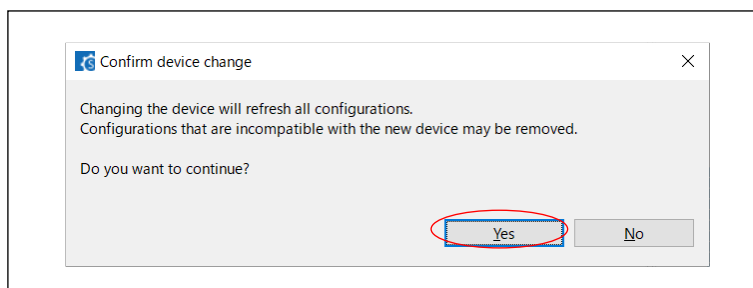 Confirm device change
Changing the device will refresh all configurations.
Configurations that are incompatible with the new device may be removed.
Do you want to continue?
Yes
No